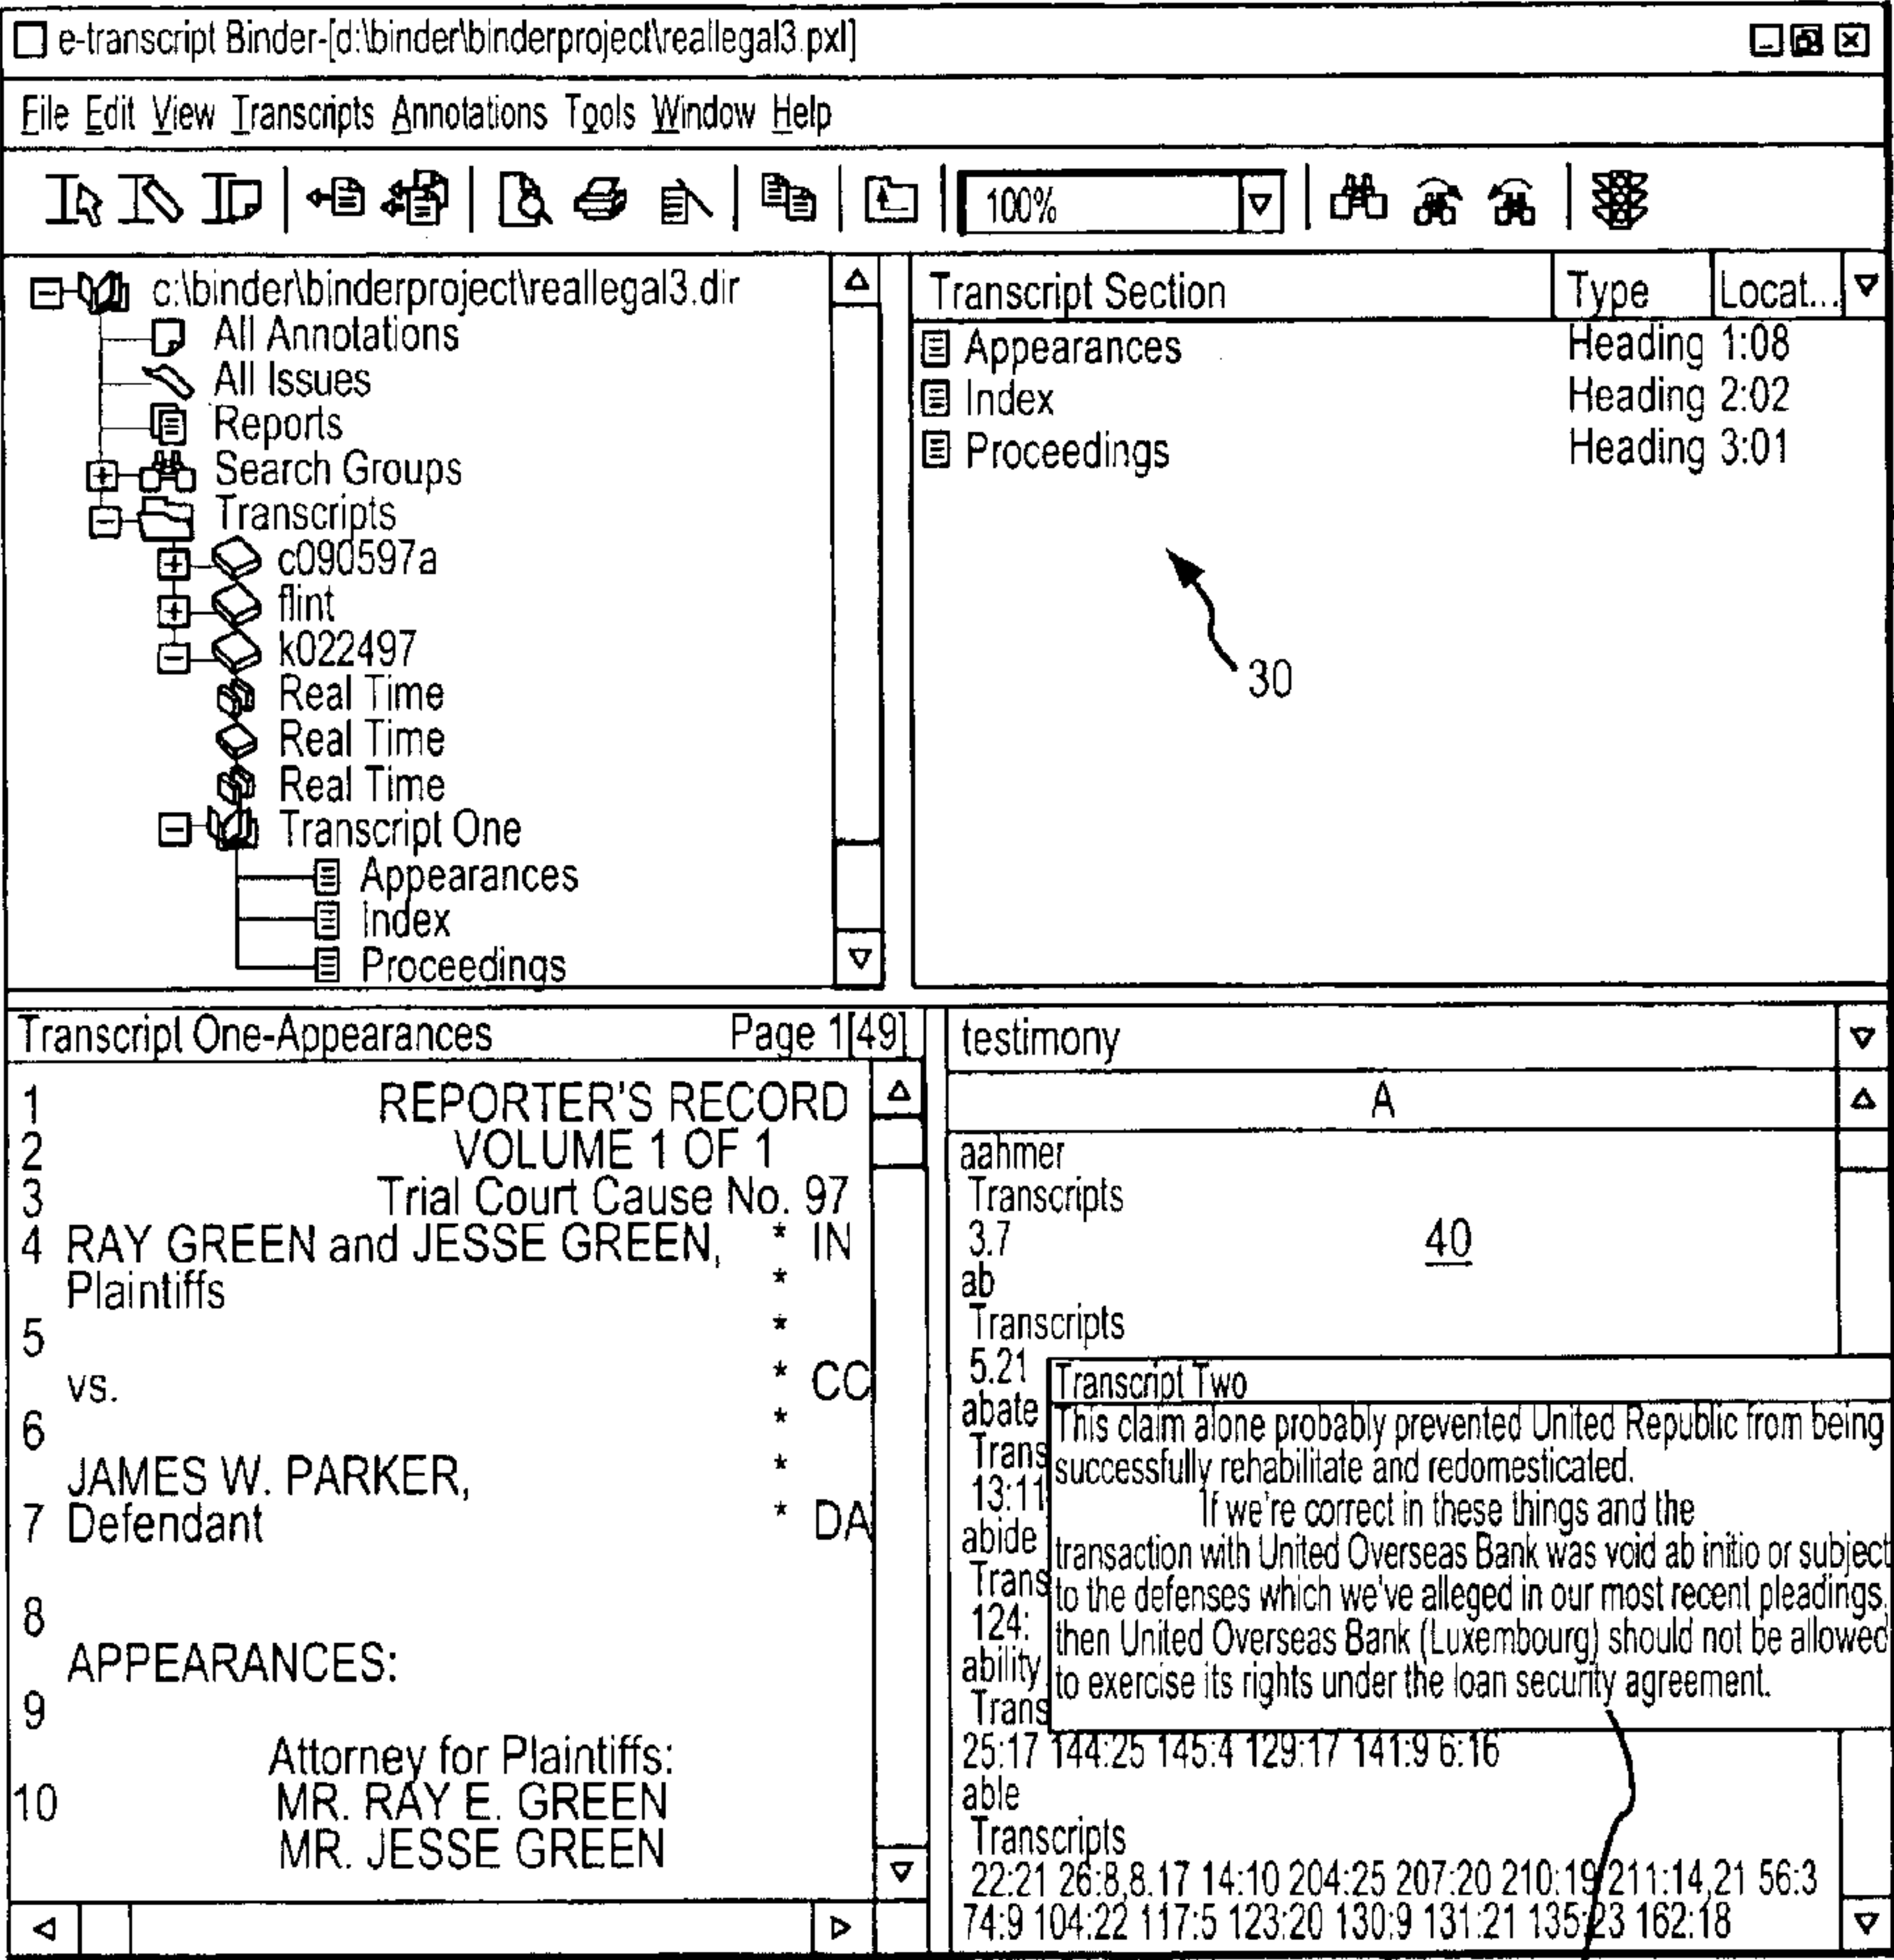 e-transcript Binder-[d:\binder\binderproject\reallegal3.pxl]
File Edit View Transcripts Annotations Tools Window Help
100%
c:\binder\binderproject\reallegal3.dir
All Annotations
All Issues
Reports
Search Groups
Transcripts
c090597a
flint
k022497
Real Time
Real Time
Real Time
Transcript One
Appearances
Index
Proceedings
Transcript Section Type Locat...
Appearances Heading 1:08
Index Heading 2:02
Proceedings Heading 3:01
30
Transcript One-Appearances Page 1[49]
1 REPORTER'S RECORD
2 VOLUME 1 OF 1
3 Trial Court Cause No. 97
4 RAY GREEN and JESSE GREEN, * IN
Plaintiffs *
5 *
vs. * CC
6 *
JAMES W. PARKER, *
7 Defendant * DA
8
APPEARANCES:
9
Attorney for Plaintiffs:
10 MR. RAY E. GREEN
MR. JESSE GREEN
testimony
A
aahmer
Transcripts
3.7
40
ab
Transcripts
5.21
abate
Trans
13:11
abide
Trans
124:
ability
Trans
25:17 144:25 145:4 129:17 141:9 6:16
able
Transcripts
22:21 26:8,8.17 14:10 204:25 207:20 210:19 211:14,21 56:3
74:9 104:22 117:5 123:20 130:9 131:21 135:23 162:18
Transcript Two
This claim alone probably prevented United Republic from being
successfully rehabilitate and redomesticated.
If we're correct in these things and the
transaction with United Overseas Bank was void ab initio or subject
to the defenses which we've alleged in our most recent pleadings,
then United Overseas Bank (Luxembourg) should not be allowed
to exercise its rights under the loan security agreement.